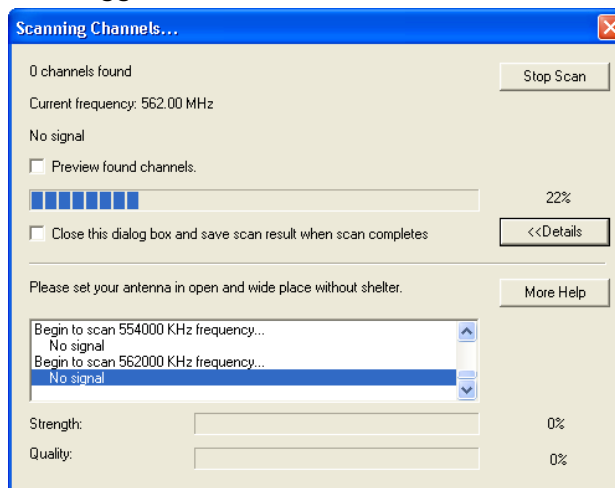 Scanning Channels...
0 channels found
Stop Scan
Current frequency: 562.00 MHz
No signal
Preview found channels.
22%
Close this dialog box and save scan result when scan completes
<<Details
Please set your antenna in open and wide place without shelter.
More Help
Begin to scan 554000 KHz frequency...
No signal
Begin to scan 562000 KHz frequency...
No signal
Strength:
0%
Quality:
0%